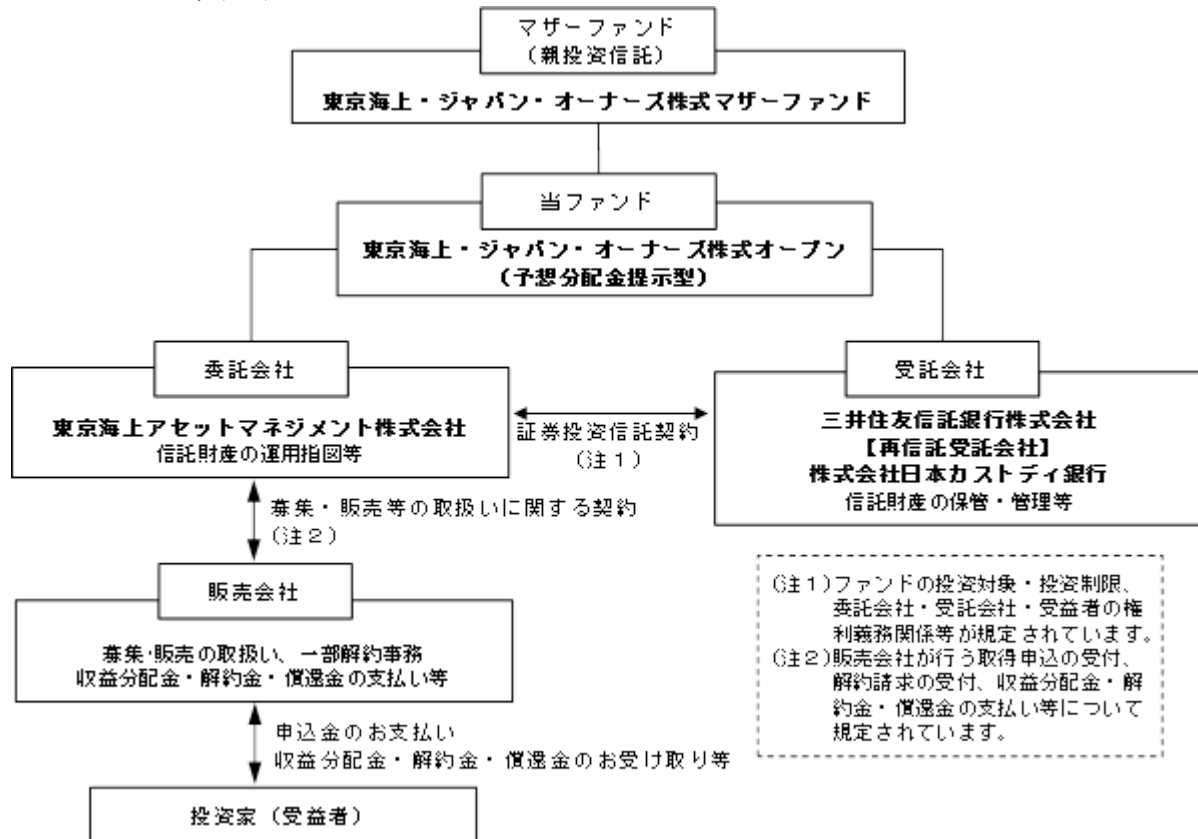 マザーファンド
（親投資信託）
東京海上・ジャパン・オーナーズ株式マザーファンド
当ファンド
東京海上・ジャパン・オーナーズ株式オープン
（予想分配金提示型）
委託会社
東京海上アセットマネジメント株式会社
信託財産の運用指図等
証券投資信託契約
（注１）
受託会社
三井住友信託銀行株式会社
【再信託受託会社】
株式会社日本カストディ銀行
信託財産の保管・管理等
募集・販売等の取扱いに関する契約
（注２）
販売会社
募集・販売の取扱い、一部解約事務
収益分配金・解約金・償還金の支払い等
申込金のお支払い
収益分配金・解約金・償還金のお受け取り等
投資家（受益者）
（注１）ファンドの投資対象・投資制限、
委託会社・受託会社・受益者の権
利義務関係等が規定されています。
（注２）販売会社が行う取得申込の受付、
解約請求の受付、収益分配金・解
約金・償還金の支払い等について
規定されています。